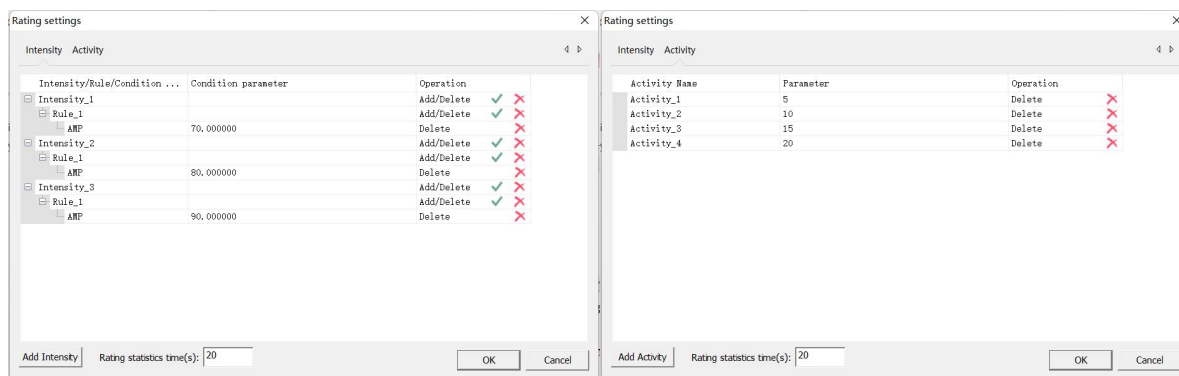 Rating settings
Intensity Activity
Intensity/Rule/Condition ... Condition parameter Operation
Intensity_1 Add/Delete
Rule_1 Add/Delete
AMP 70.000000 Delete
Intensity_2 Add/Delete
Rule_1 Add/Delete
AMP 80.000000 Delete
Intensity_3 Add/Delete
Rule_1 Add/Delete
AMP 90.000000 Delete
Add Intensity Rating statistics time(s): 20 OK Cancel
Rating settings
Intensity Activity
Activity Name Parameter Operation
Activity_1 5 Delete
Activity_2 10 Delete
Activity_3 15 Delete
Activity_4 20 Delete
Add Activity Rating statistics time(s): 20 OK Cancel